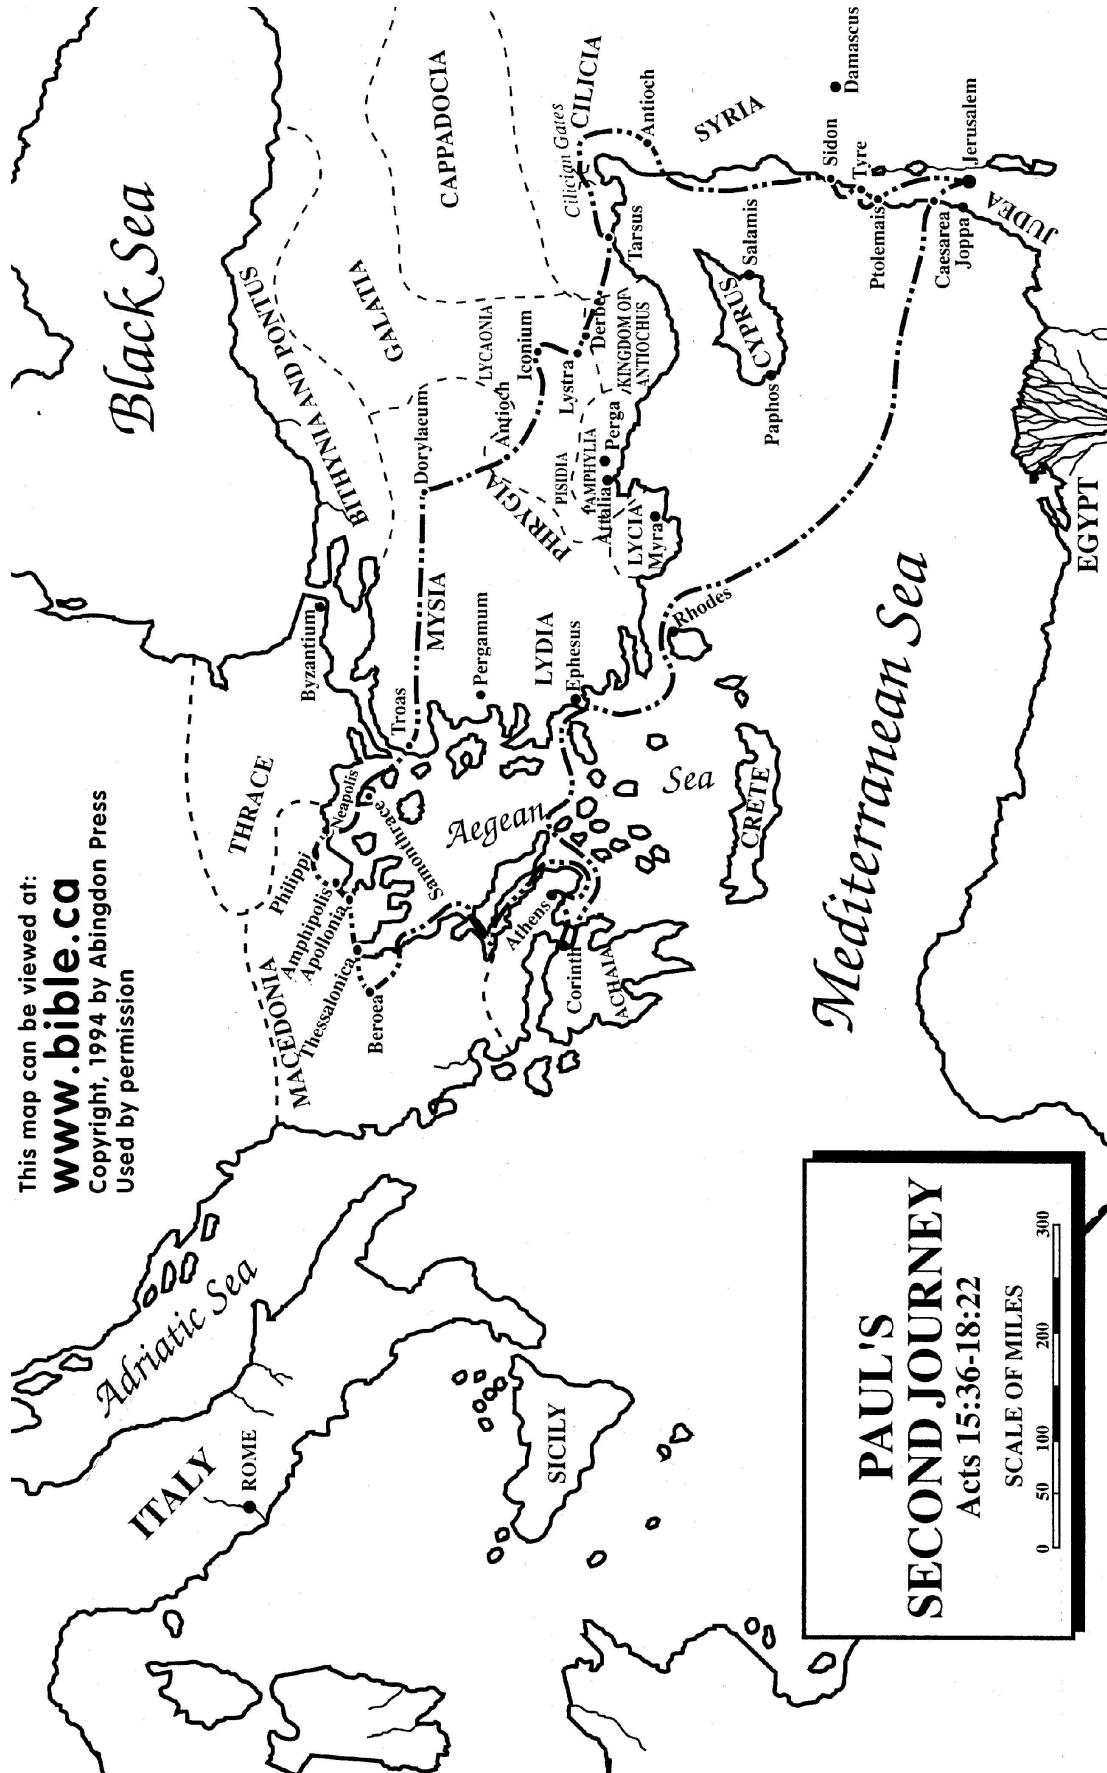 This map can be viewed at:
www.bible.ca
Copyright, 1994 by Abingdon Press
Used by permission
Black Sea
Adriatic Sea
ITALY
ROME
SICILY
MACEDONIA
THRACE
Philippi
Neapolis
Amphipolis
Apollonia
Thessalonica
Beroea
Samonthrace
Byzantium
Troas
BITHYNIA AND PONTUS
GALATIA
CAPPADOCIA
Dorylaeum
MYSIA
Pergamum
Aegean
Sea
Athens
Corinth
ACHAIA
LYDIA
Ephesus
PHRYGIA
Antioch
LYCAONIA
Iconium
Lystra
Derbe
PISIDIA
PAMPHYLIA
Attalia
Perga
KINGDOM OF
ANTIOCHUS
LYCIA
Myra
Cilician Gates
CILICIA
Tarsus
Antioch
SYRIA
Rhodes
CRETE
CYPRUS
Salamis
Paphos
Sidon
Damascus
Tyre
Ptolemais
Caesarea
Joppa
Jerusalem
JUDEA
Mediterranean Sea
EGYPT
PAUL'S
SECOND JOURNEY
Acts 15:36-18:22
SCALE OF MILES
0 50 100 200 300